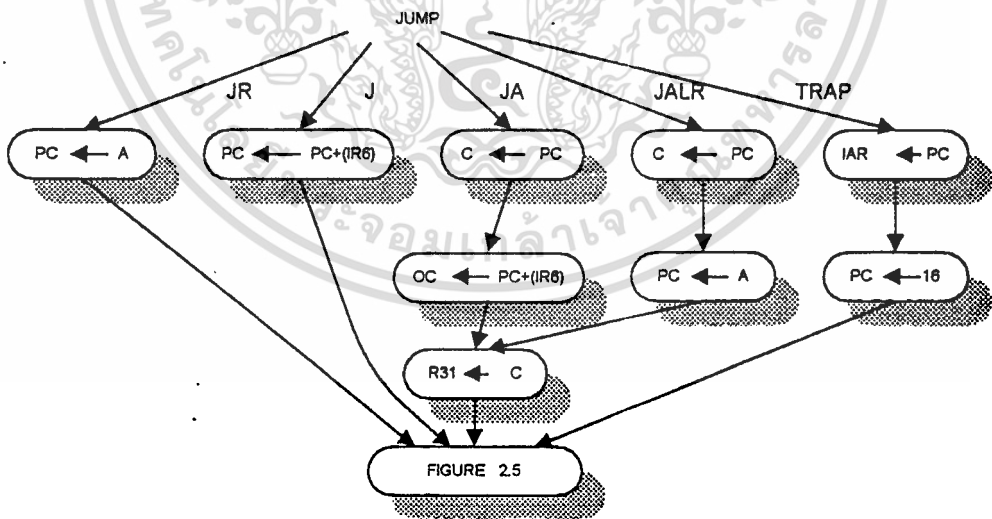 JUMP
JR J JA JALR TRAP
PC ← A PC ← PC+(IR6) C ← PC C ← PC IAR ← PC
OC ← PC+(IR6) PC ← A PC ← 16
R31 ← C
FIGURE 2.5